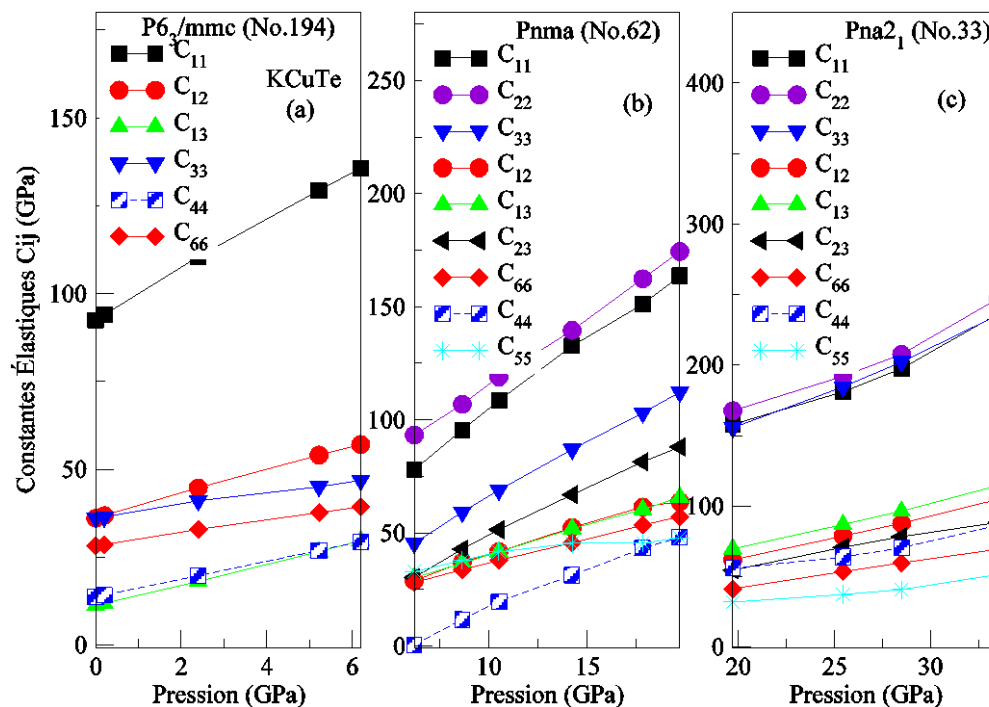 P6₃/mmc (No.194)
C₁₁
C₁₂
C₁₃
C₃₃
C₄₄
C₆₆
KCuTe
(a)
150
100
50
0
0 2 4 6
Pression (GPa)
Constantes Élastiques Cij (GPa)
Pnma (No.62)
C₁₁
C₂₂
C₃₃
C₁₂
C₁₃
C₂₃
C₆₆
C₄₄
C₅₅
(b)
250
200
150
100
50
0
10 15
Pression (GPa)
Pna2₁ (No.33)
C₁₁
C₂₂
C₃₃
C₁₂
C₁₃
C₂₃
C₆₆
C₄₄
C₅₅
(c)
400
300
200
100
0
20 25 30
Pression (GPa)